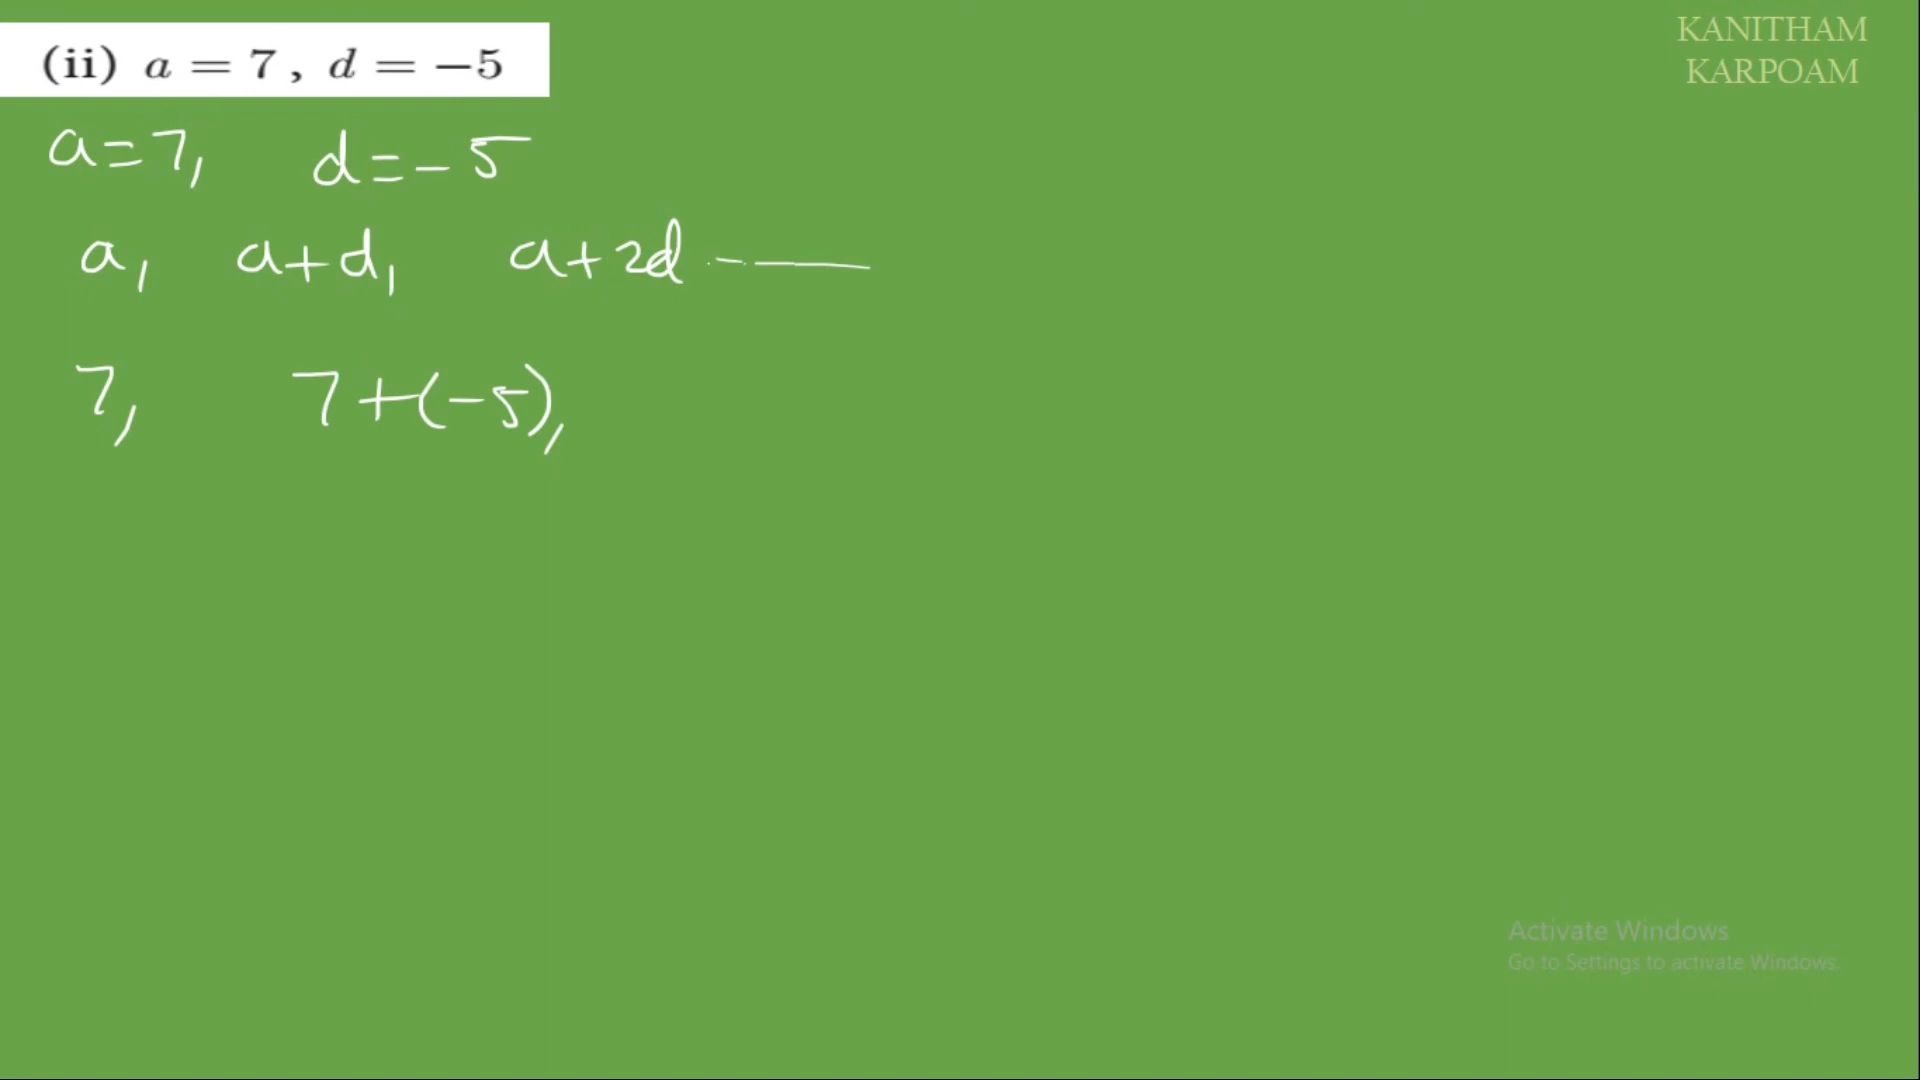 KANITHAM
KARPOAM
(ii) a = 7 , d = −5
a=7, d=-5
a, a+d, a+2d ------
7, 7+(-5),
Activate Windows
Go to Settings to activate Windows.